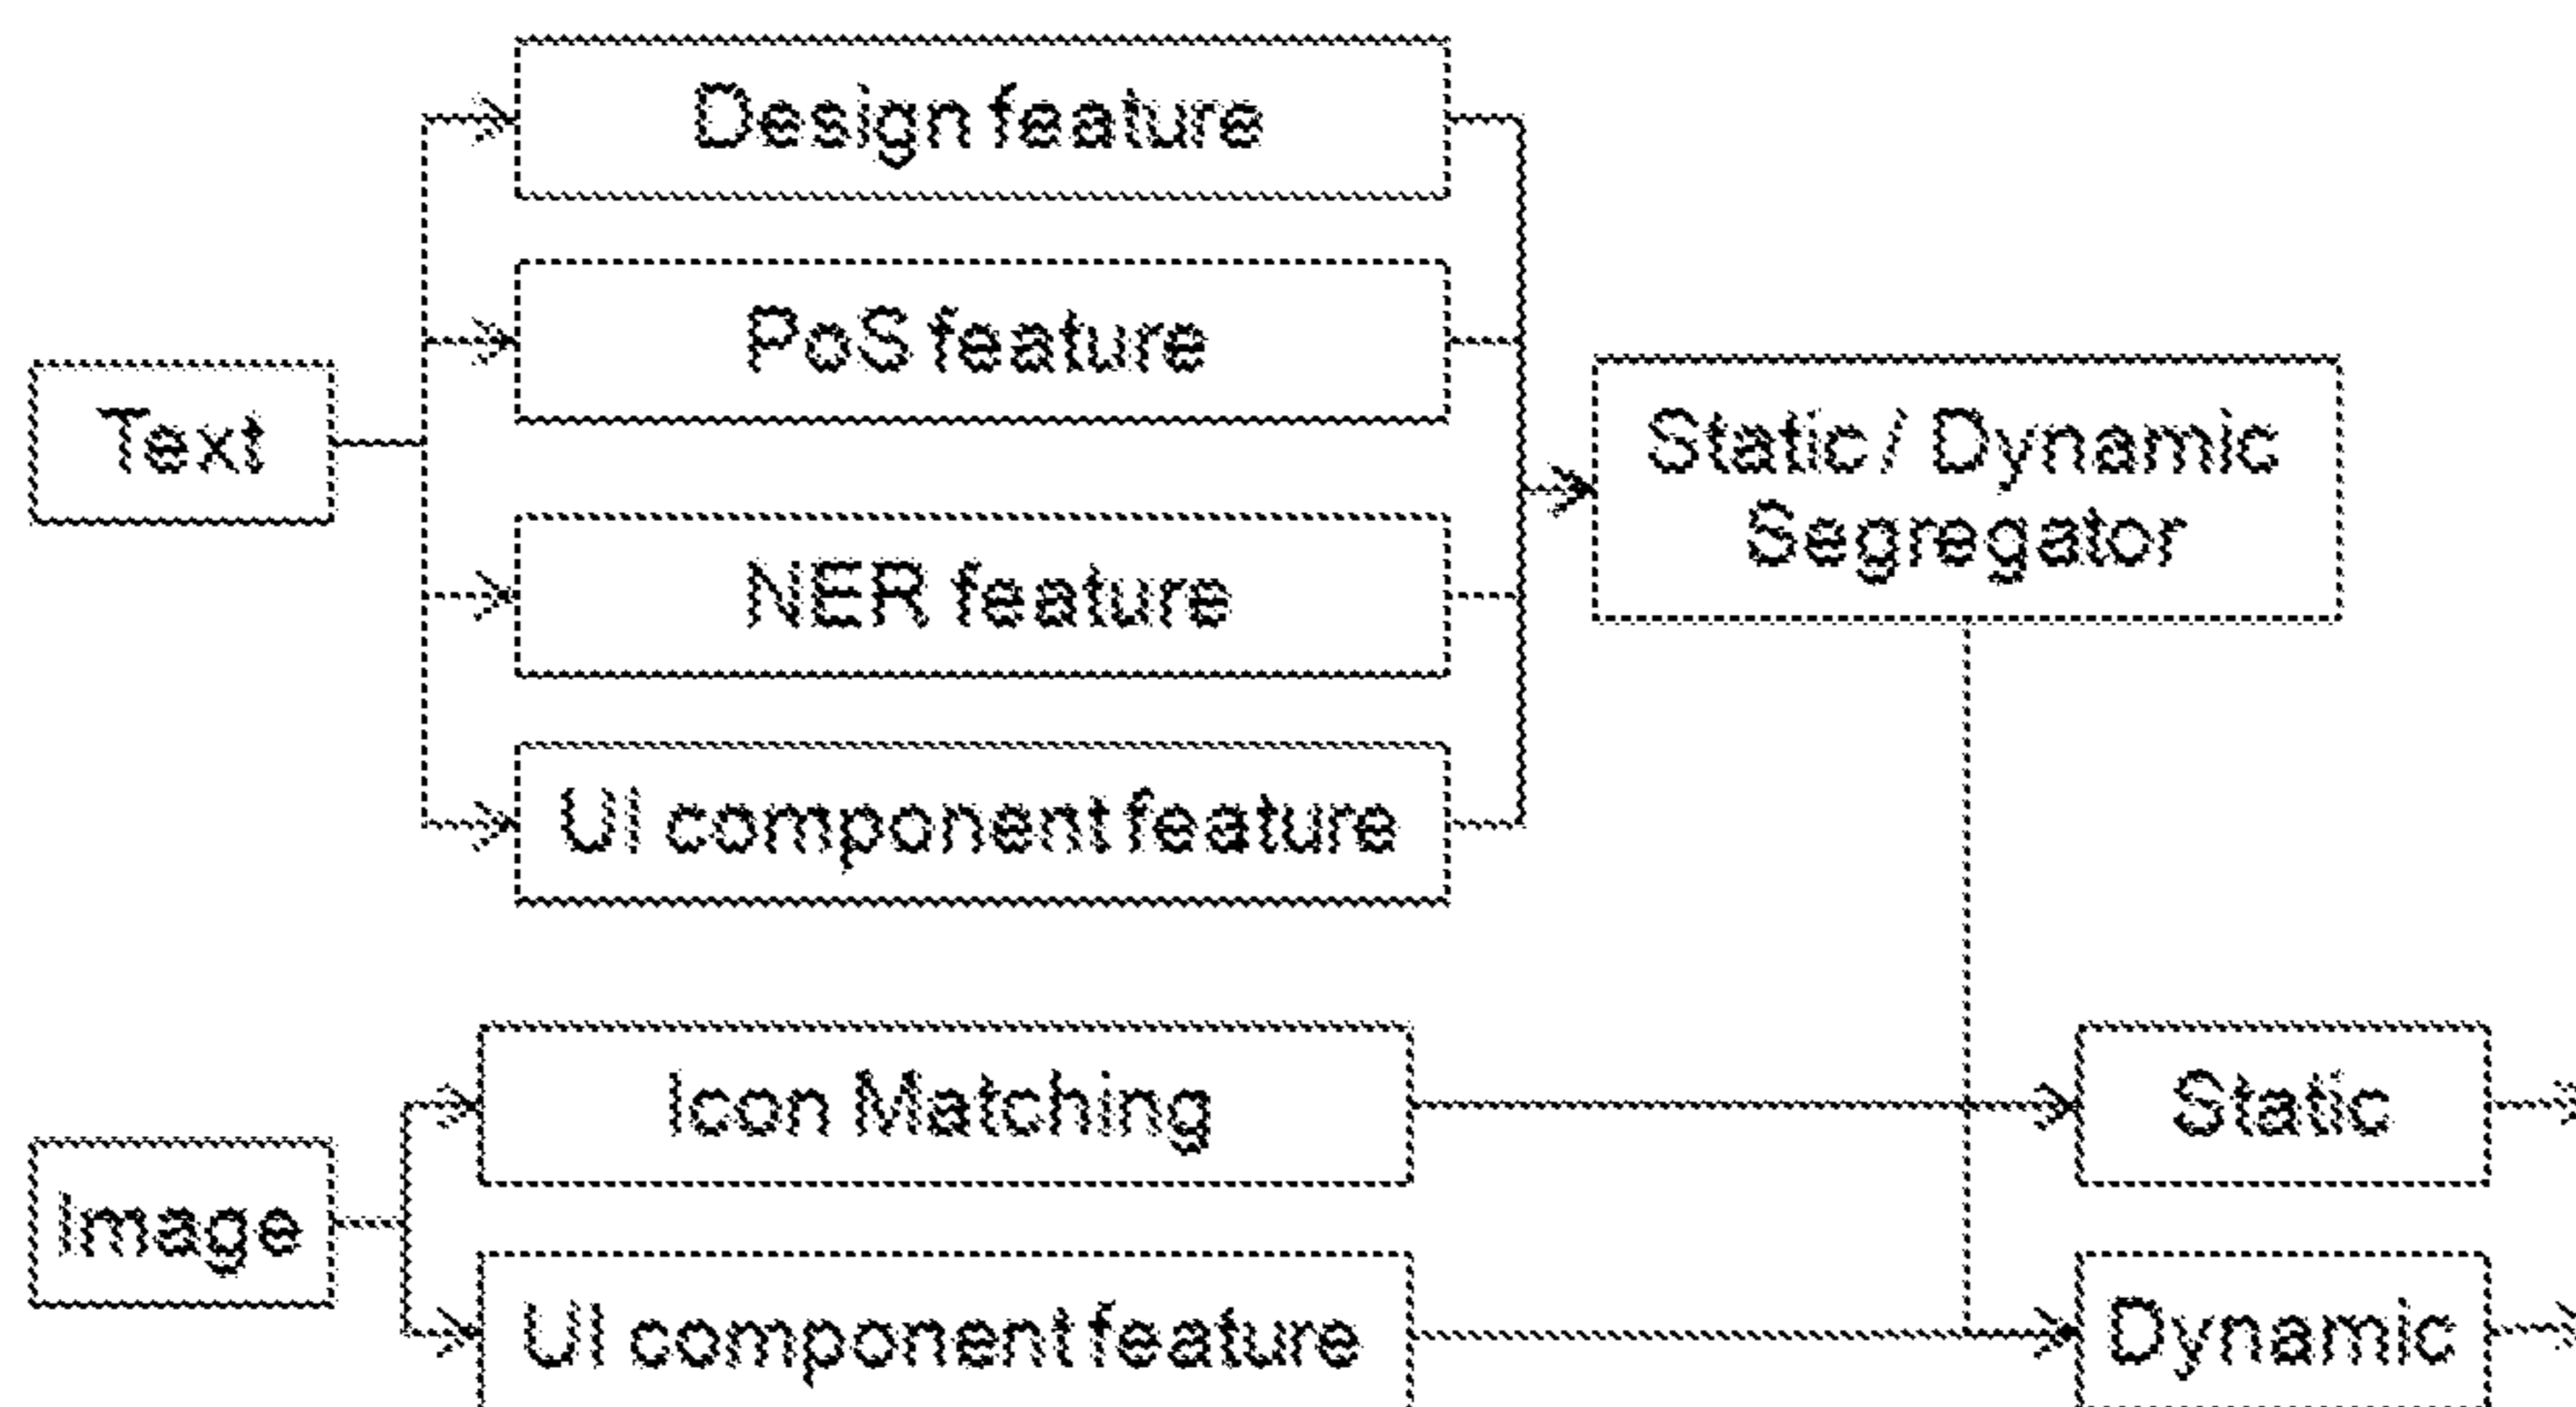 Design feature
PoS feature
Text
Static / Dynamic
Segregator
NER feature
UI component feature
Icon Matching
Static
Image
UI component feature
Dynamic